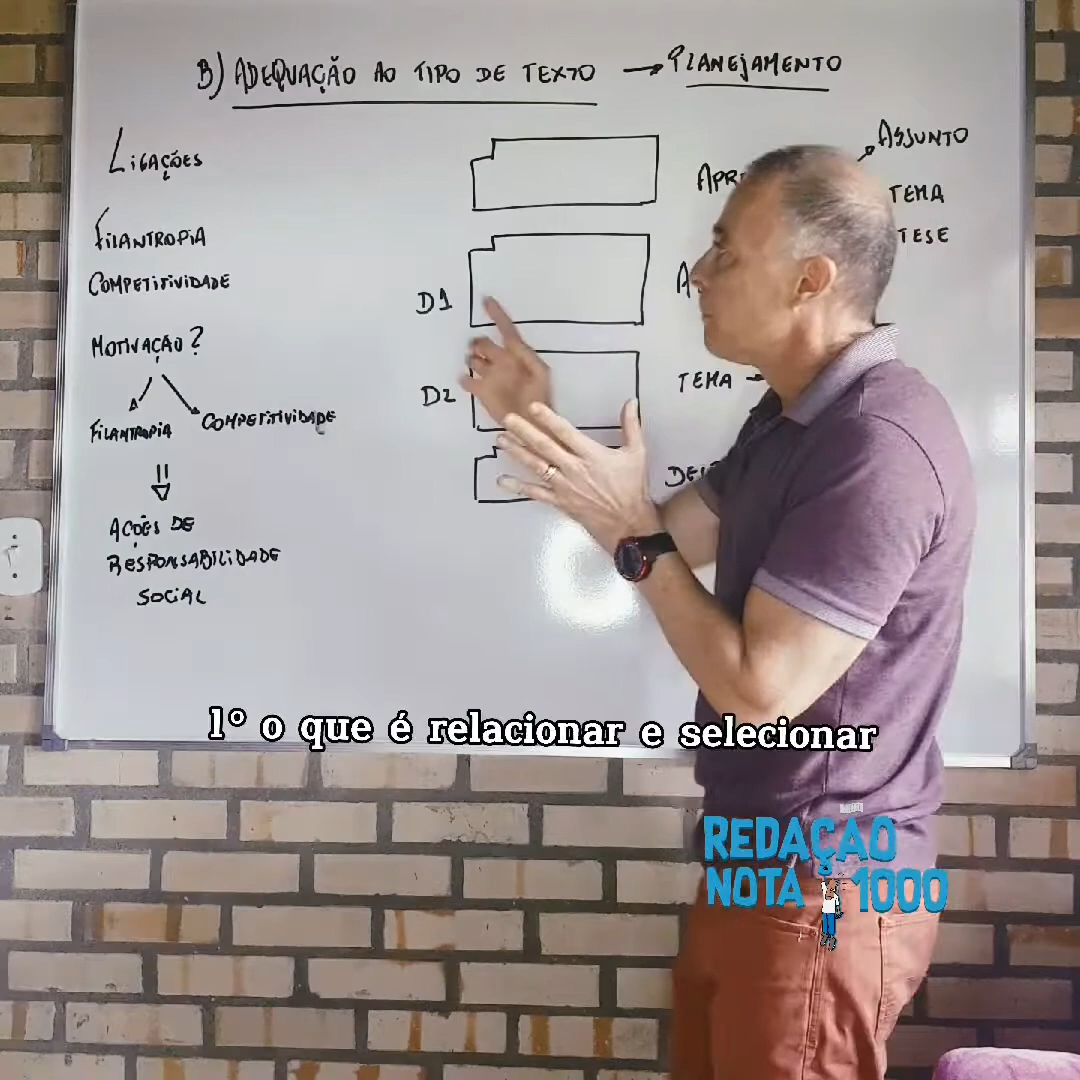 B) ADEQUAÇÃO AO TIPO DE TEXTO → PLANEJAMENTO
LIGAÇÕES
FILANTROPIA
COMPETITIVIDADE
MOTIVAÇÃO?
FILANTROPIA
COMPETITIVIDADE
AÇÕES DE
RESPONSABILIDADE
SOCIAL
D1
D2
ASSUNTO
TEMA
TESE
TEMA →
1° o que é relacionar e selecionar
REDAÇÃO
NOTA 1000